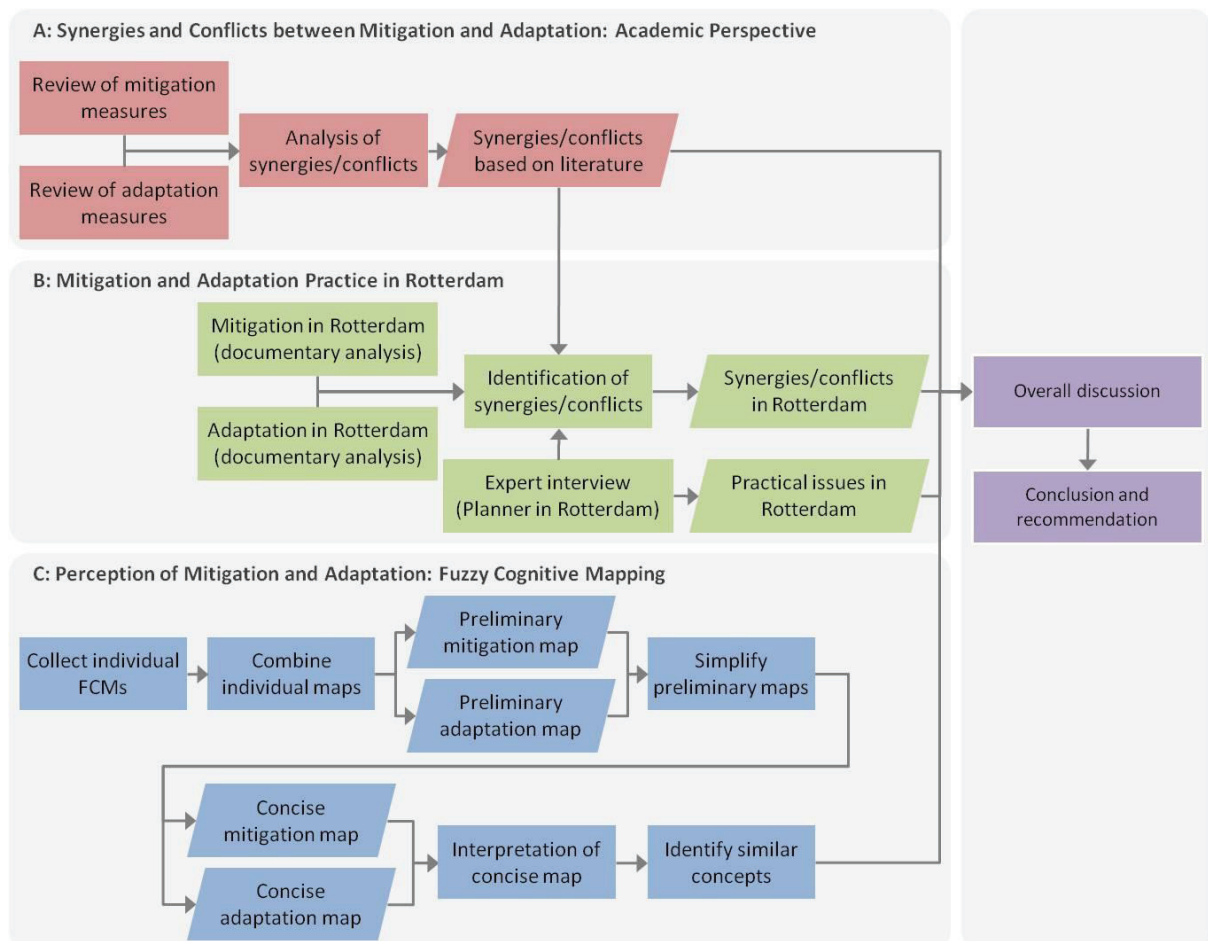 A: Synergies and Conflicts between Mitigation and Adaptation: Academic Perspective
Review of mitigation
measures
Review of adaptation
measures
Analysis of
synergies/conflicts
Synergies/conflicts
based on literature
B: Mitigation and Adaptation Practice in Rotterdam
Mitigation in Rotterdam
(documentary analysis)
Adaptation in Rotterdam
(documentary analysis)
Identification of
synergies/conflicts
Synergies/conflicts
in Rotterdam
Expert interview
(Planner in Rotterdam)
Practical issues in
Rotterdam
Overall discussion
Conclusion and
recommendation
C: Perception of Mitigation and Adaptation: Fuzzy Cognitive Mapping
Collect individual
FCMs
Combine
individual maps
Preliminary
mitigation map
Preliminary
adaptation map
Simplify
preliminary maps
Concise
mitigation map
Concise
adaptation map
Interpretation of
concise map
Identify similar
concepts